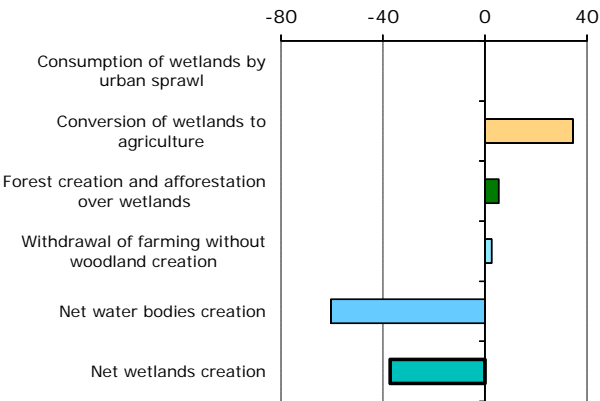 -80 -40 0 40
Consumption of wetlands by
urban sprawl
Conversion of wetlands to
agriculture
Forest creation and afforestation
over wetlands
Withdrawal of farming without
woodland creation
Net water bodies creation
Net wetlands creation